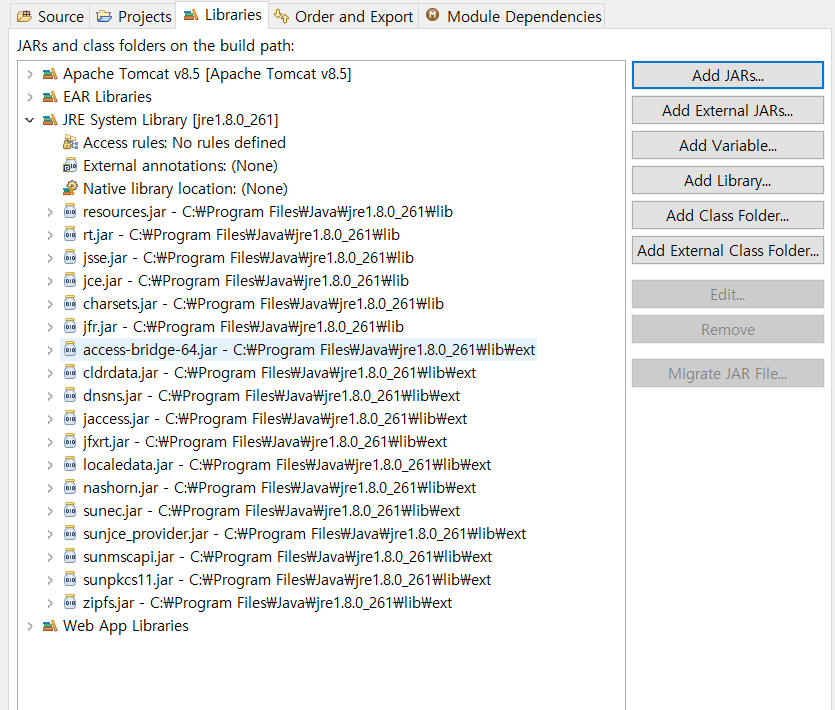 Source Projects Libraries Order and Export Module Dependencies
JARs and class folders on the build path:
Apache Tomcat v8.5 [Apache Tomcat v8.5]
EAR Libraries
JRE System Library [jre1.8.0_261]
Access rules: No rules defined
External annotations: (None)
Native library location: (None)
resources.jar - C:₩Program Files₩Java₩jre1.8.0_261₩lib
rt.jar - C:₩Program Files₩Java₩jre1.8.0_261₩lib
jsse.jar - C:₩Program Files₩Java₩jre1.8.0_261₩lib
jce.jar - C:₩Program Files₩Java₩jre1.8.0_261₩lib
charsets.jar - C:₩Program Files₩Java₩jre1.8.0_261₩lib
jfr.jar - C:₩Program Files₩Java₩jre1.8.0_261₩lib
access-bridge-64.jar - C:₩Program Files₩Java₩jre1.8.0_261₩lib₩ext
cldrdata.jar - C:₩Program Files₩Java₩jre1.8.0_261₩lib₩ext
dnsns.jar - C:₩Program Files₩Java₩jre1.8.0_261₩lib₩ext
jaccess.jar - C:₩Program Files₩Java₩jre1.8.0_261₩lib₩ext
jfxrt.jar - C:₩Program Files₩Java₩jre1.8.0_261₩lib₩ext
localedata.jar - C:₩Program Files₩Java₩jre1.8.0_261₩lib₩ext
nashorn.jar - C:₩Program Files₩Java₩jre1.8.0_261₩lib₩ext
sunec.jar - C:₩Program Files₩Java₩jre1.8.0_261₩lib₩ext
sunjce_provider.jar - C:₩Program Files₩Java₩jre1.8.0_261₩lib₩ext
sunmscapi.jar - C:₩Program Files₩Java₩jre1.8.0_261₩lib₩ext
sunpkcs11.jar - C:₩Program Files₩Java₩jre1.8.0_261₩lib₩ext
zipfs.jar - C:₩Program Files₩Java₩jre1.8.0_261₩lib₩ext
Web App Libraries
Add JARs...
Add External JARs...
Add Variable...
Add Library...
Add Class Folder...
Add External Class Folder...
Edit...
Remove
Migrate JAR File...